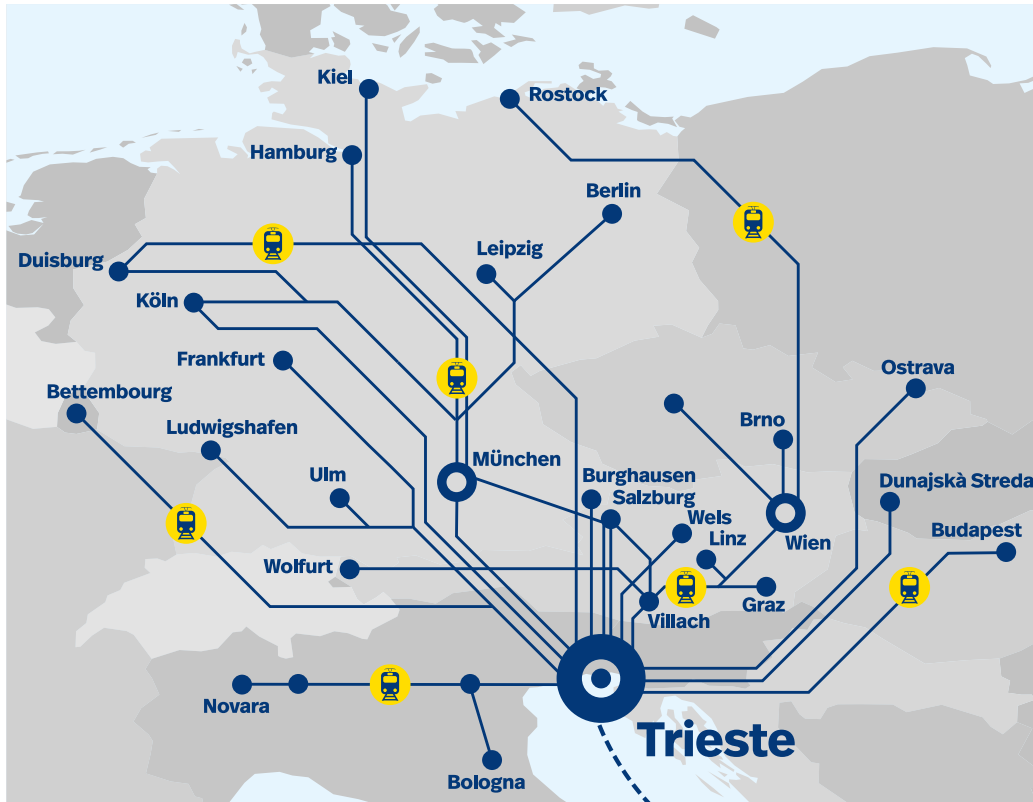 Kiel
Rostock
Hamburg
Berlin
Leipzig
Duisburg
Köln
Frankfurt
Ostrava
Bettembourg
Brno
Ludwigshafen
München
Burghausen
Dunajskà Streda
Ulm
Salzburg
Wels
Budapest
Linz
Wien
Wolfurt
Graz
Villach
Novara
Trieste
Bologna